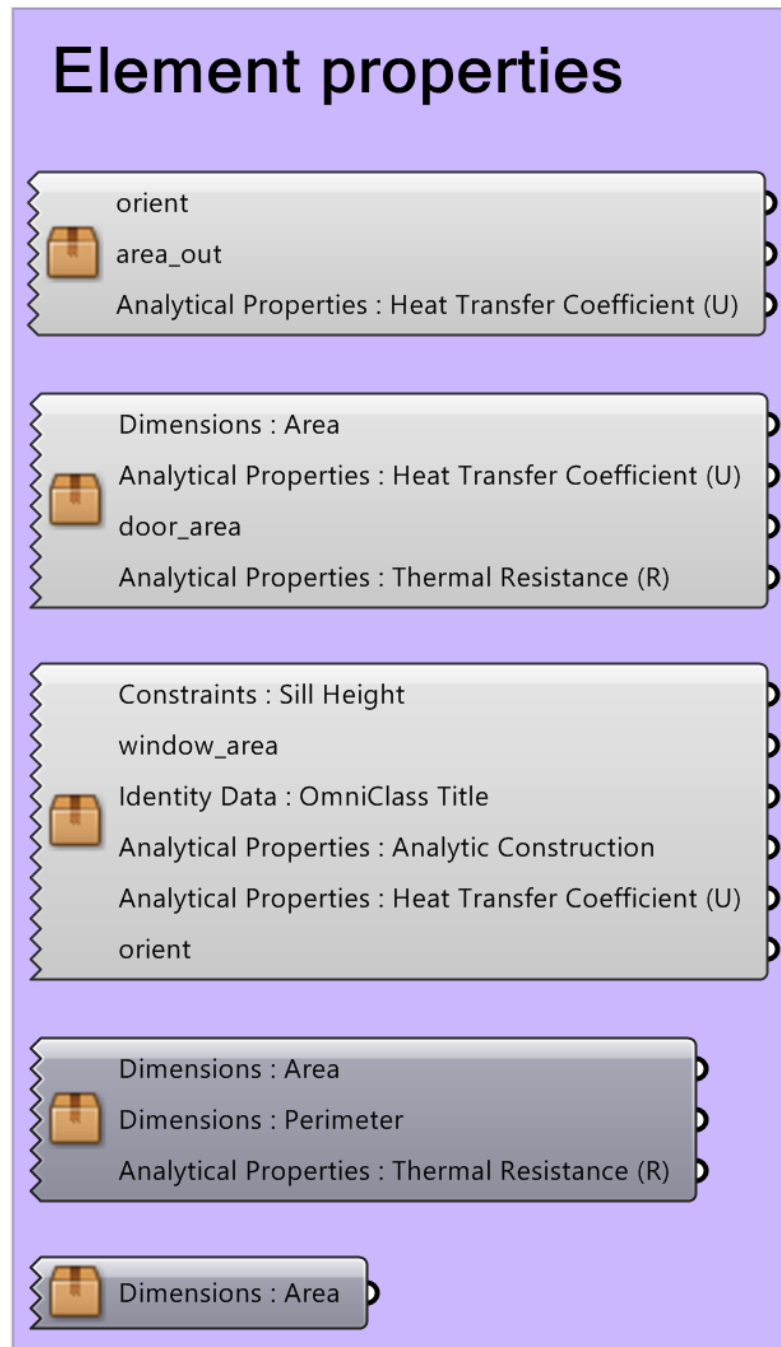 Element properties
orient
area_out
Analytical Properties : Heat Transfer Coefficient (U)
Dimensions : Area
Analytical Properties : Heat Transfer Coefficient (U)
door_area
Analytical Properties : Thermal Resistance (R)
Constraints : Sill Height
window_area
Identity Data : OmniClass Title
Analytical Properties : Analytic Construction
Analytical Properties : Heat Transfer Coefficient (U)
orient
Dimensions : Area
Dimensions : Perimeter
Analytical Properties : Thermal Resistance (R)
Dimensions : Area